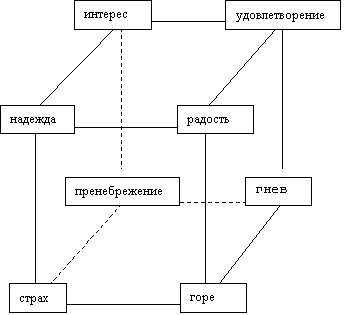 интерес
удовлетворение
надежда
радость
пренебрежение
гнев
страх
горе